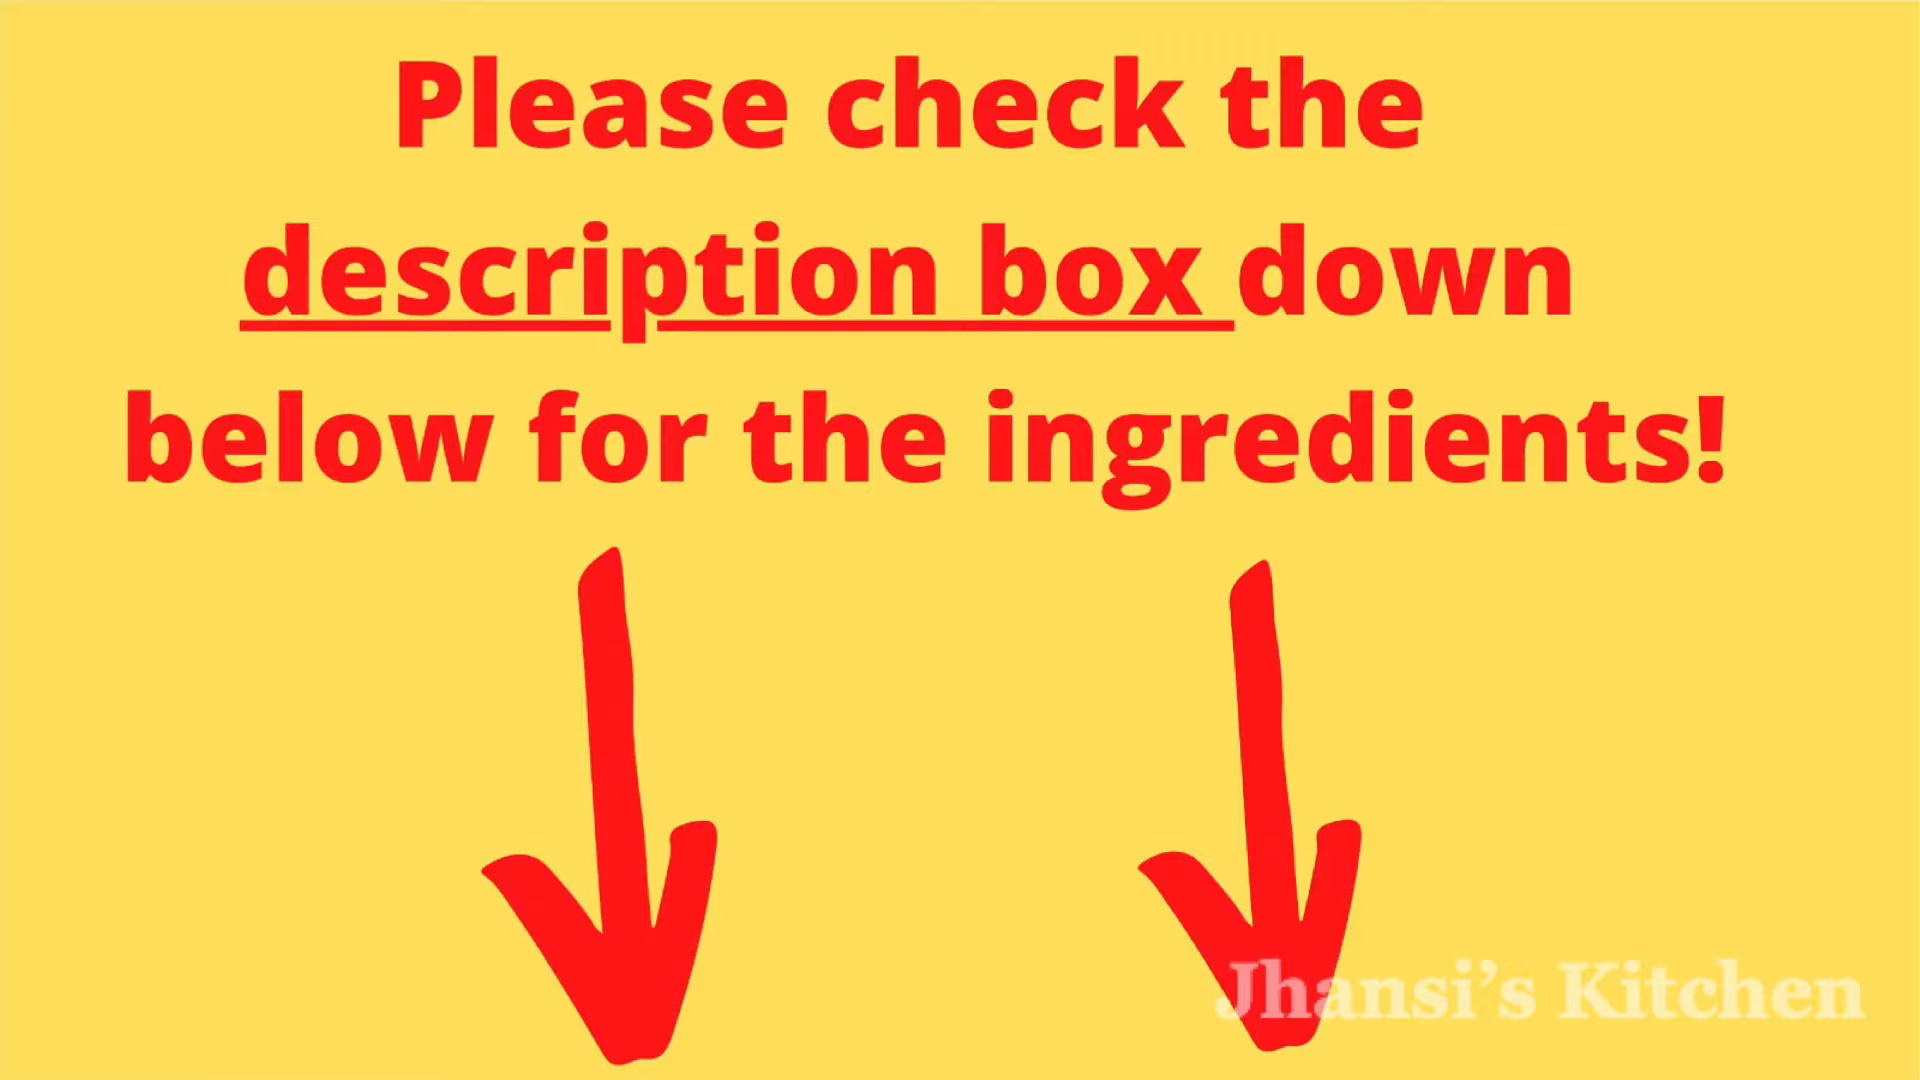 Please check the
description box down
below for the ingredients!
Jhansi's Kitchen